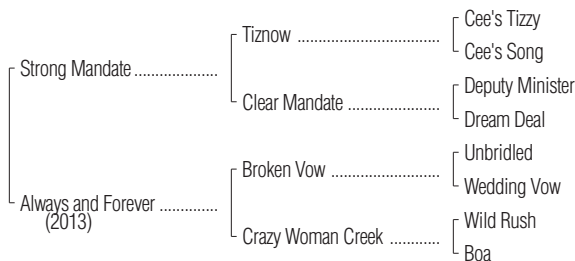 Cee's Tizzy
Tiznow
Cee's Song
Strong Mandate
Deputy Minister
Clear Mandate
Dream Deal
Unbridled
Broken Vow
Wedding Vow
Always and Forever
(2013)
Wild Rush
Crazy Woman Creek
Boa